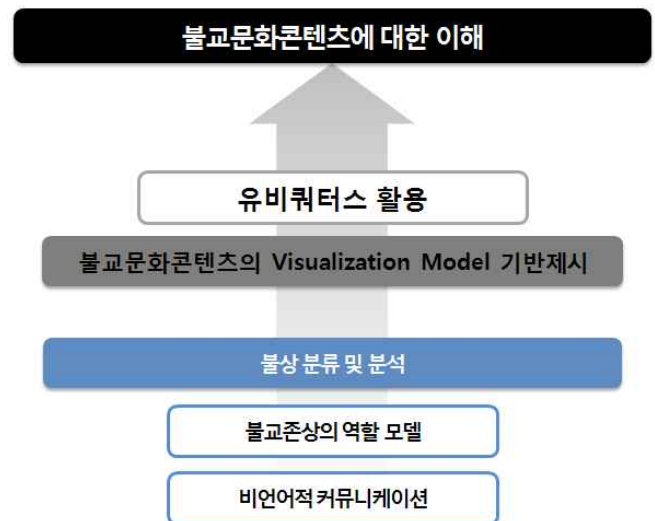 불교문화콘텐츠에 대한 이해
유비쿼터스 활용
불교문화콘텐츠의 Visualization Model 기반제시
불상 분류 및 분석
불교존상의 역할 모델
비언어적 커뮤니케이션